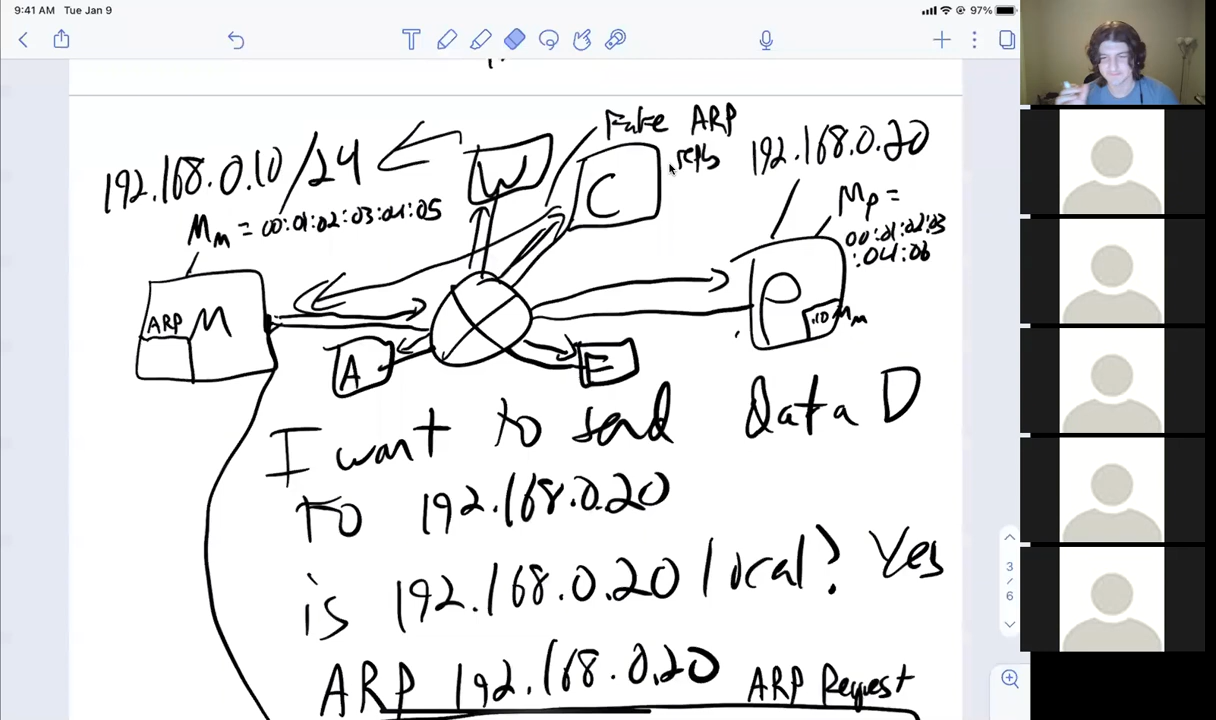 9:41 AM Tue Jan 9
97%
Fake ARP
reply
192.168.0.10/24
W
C
192.168.0.20
Mm = 00:01:02:03:04:05
Mp =
00:01:02:03
:04:06
ARP M
P
.10 Mm
A
E
I want to send data D
to 192.168.0.20
is 192.168.0.20 local? Yes
ARP 192.168.0.20 ARP Request
3
/
6